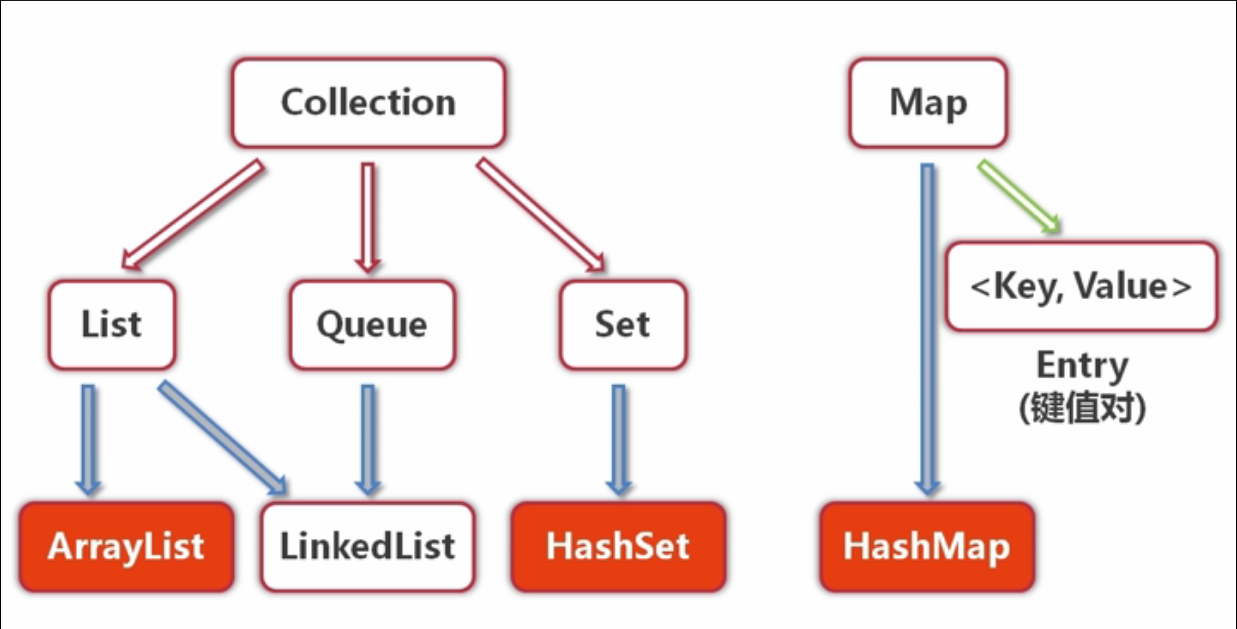 Collection
Map
<Key, Value>
List
Queue
Set
Entry
(键值对)
ArrayList
LinkedList
HashSet
HashMap